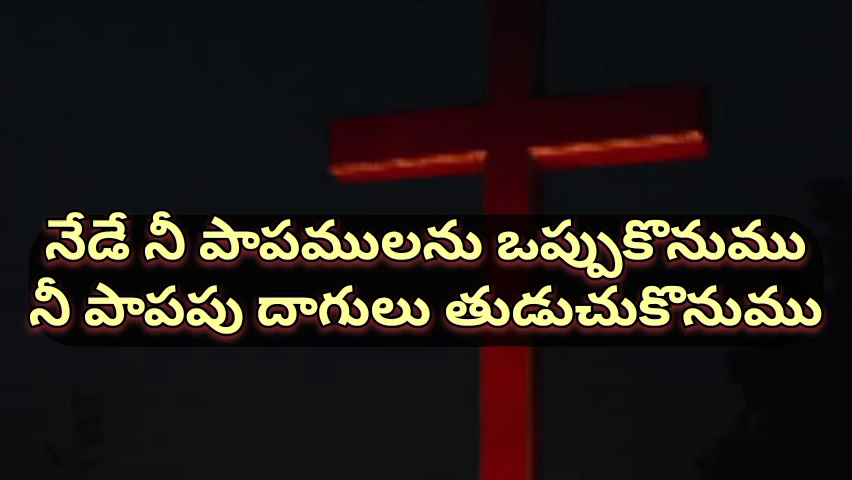 నేడే నీ పాపములను ఒప్పుకొనుము
నీ పాపపు దాగులు తుడుచుకొనుము